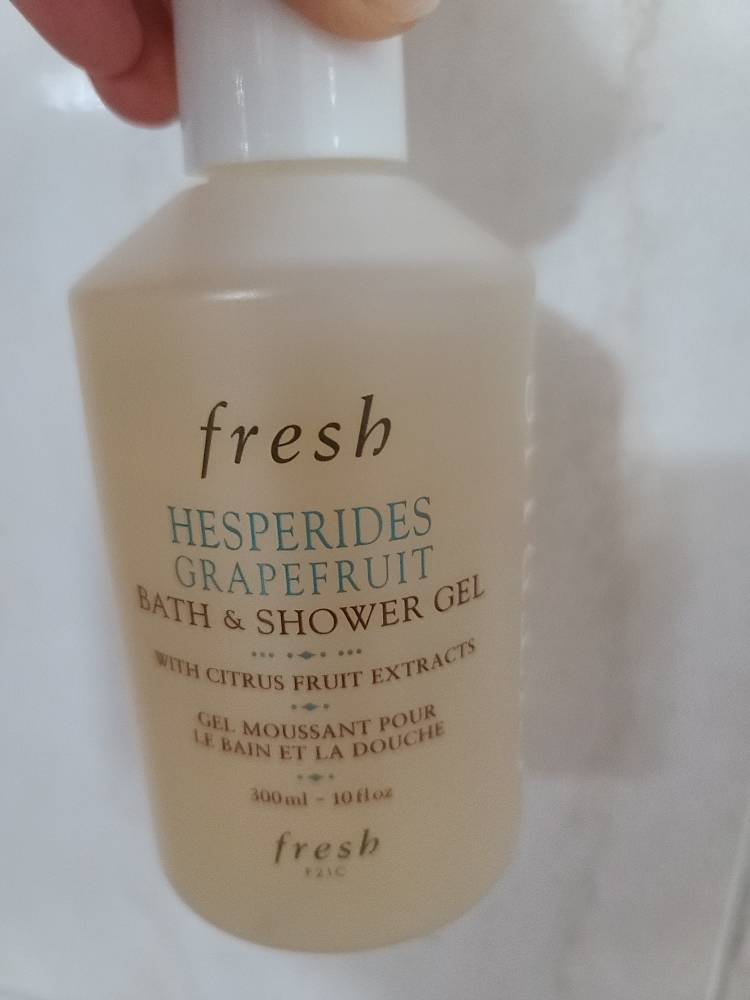 fresh
HESPERIDES
GRAPEFRUIT
BATH & SHOWER GEL
WITH CITRUS FRUIT EXTRACTS
GEL MOUSSANT POUR
LE BAIN ET LA DOUCHE
300ml - 10 fl oz
fresh